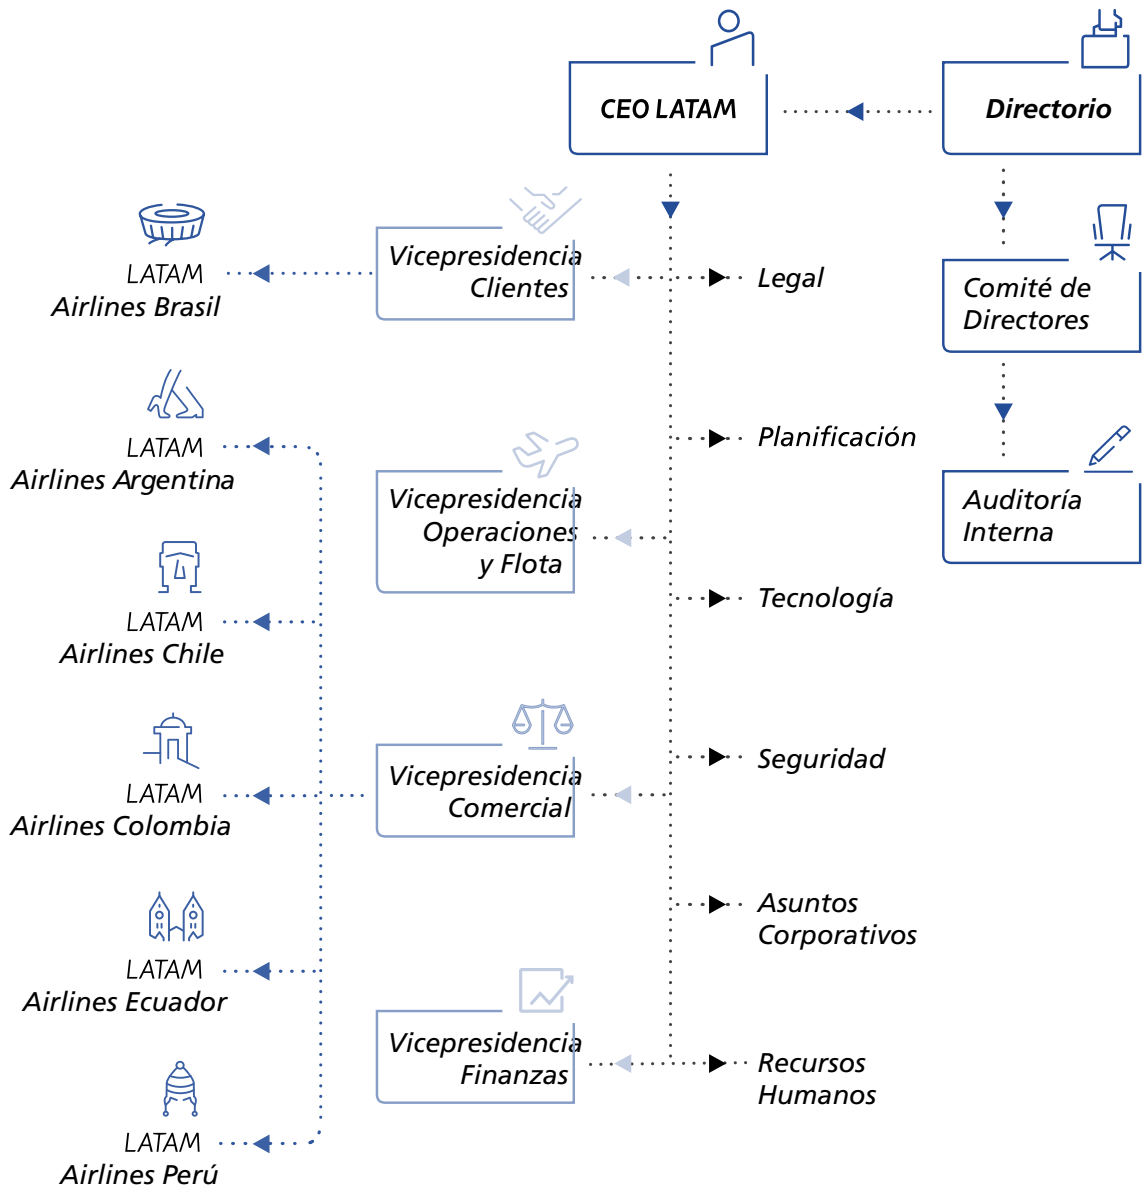 CEO LATAM
Directorio
Vicepresidencia
Clientes
LATAM
Airlines Brasil
Legal
Comité de
Directores
LATAM
Airlines Argentina
Planificación
Vicepresidencia
Operaciones
y Flota
Auditoría
Interna
LATAM
Airlines Chile
Tecnología
Vicepresidencia
Comercial
LATAM
Airlines Colombia
Seguridad
Asuntos
Corporativos
LATAM
Airlines Ecuador
Vicepresidencia
Finanzas
Recursos
Humanos
LATAM
Airlines Perú